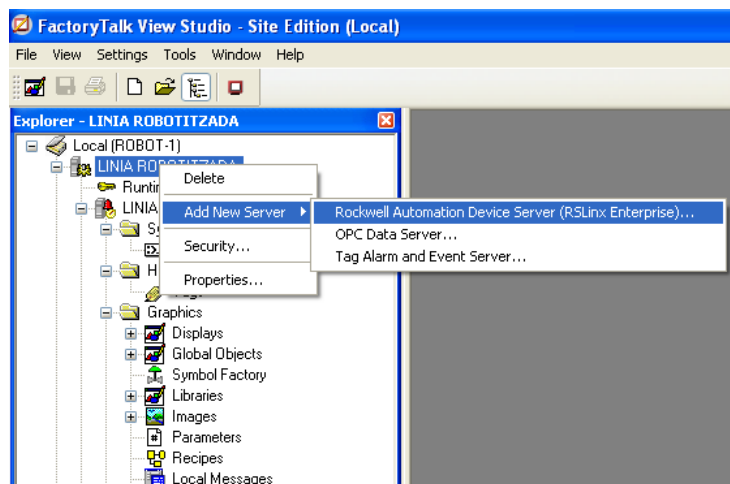 FactoryTalk View Studio - Site Edition (Local)
File View Settings Tools Window Help
Explorer - LINIA ROBOTITZADA
Local (ROBOT-1)
LINIA ROBOTITZADA
Delete
Add New Server
Security...
Properties...
Rockwell Automation Device Server (RSLinx Enterprise)...
OPC Data Server...
Tag Alarm and Event Server...
LINIA
Graphics
Displays
Global Objects
Symbol Factory
Libraries
Images
Parameters
Recipes
Local Messages